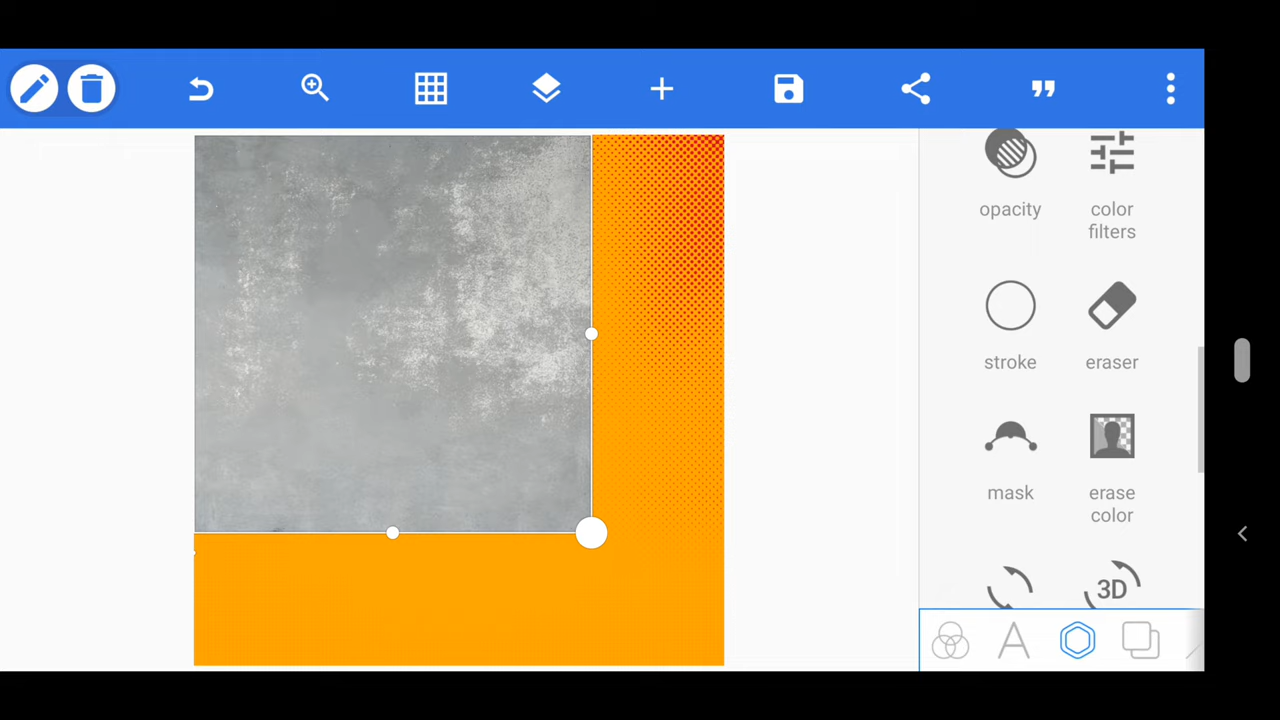 opacity
color
filters
stroke
eraser
mask
erase
color
3D
A